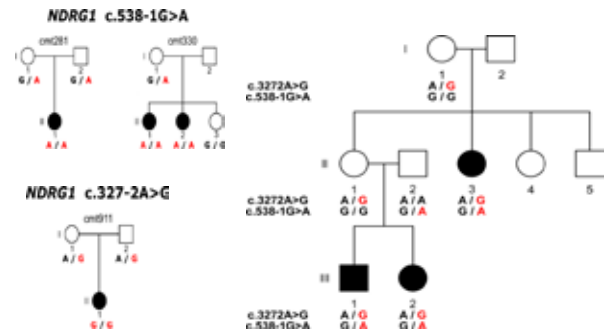 NDRG1 c.538-1G>A
cmt281
cmt330
I
1
2
1
2
G / A
G / A
G / A
II
1
1
2
3
A / A
A / A
A / A
G / G
NDRG1 c.327-2A>G
cmt911
I
1
2
A / G
A / G
II
1
G / G
I
1
2
c.3272A>G
A / G
c.538-1G>A
G / G
II
1
2
3
4
5
c.3272A>G
A / G
A / A
A / G
c.538-1G>A
G / G
G / A
G / A
III
1
2
c.3272A>G
A / G
A / G
c.538-1G>A
G / A
G / A